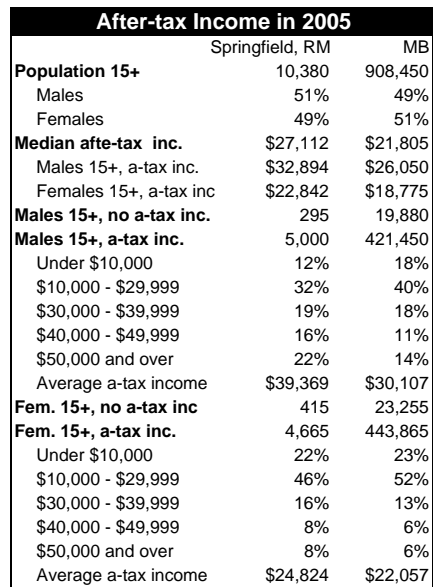 After-tax Income in 2005
Springfield, RM MB
Population 15+ 10,380 908,450
Males 51% 49%
Females 49% 51%
Median afte-tax inc. $27,112 $21,805
Males 15+, a-tax inc. $32,894 $26,050
Females 15+, a-tax inc $22,842 $18,775
Males 15+, no a-tax inc. 295 19,880
Males 15+, a-tax inc. 5,000 421,450
Under $10,000 12% 18%
$10,000 - $29,999 32% 40%
$30,000 - $39,999 19% 18%
$40,000 - $49,999 16% 11%
$50,000 and over 22% 14%
Average a-tax income $39,369 $30,107
Fem. 15+, no a-tax inc 415 23,255
Fem. 15+, a-tax inc. 4,665 443,865
Under $10,000 22% 23%
$10,000 - $29,999 46% 52%
$30,000 - $39,999 16% 13%
$40,000 - $49,999 8% 6%
$50,000 and over 8% 6%
Average a-tax income $24,824 $22,057